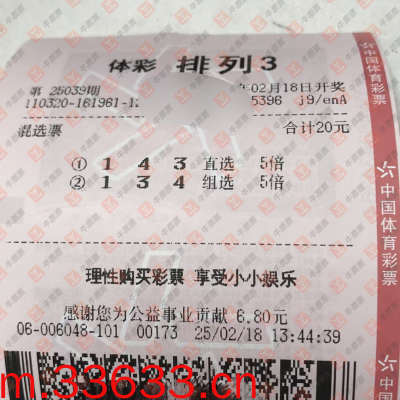 体彩 排列3
第 25039期 02月18日开奖
110320-161961-1 5396 j9/enA
混选票 合计20元
① 1 4 3 直选 5倍
② 1 3 4 组选 5倍
理性购买彩票 享受小小娱乐
感谢您为公益事业贡献 6.80元
06-006048-101 00173 25/02/18 13:44:39
m.33633.cn
中国体育彩票
中国体育彩票